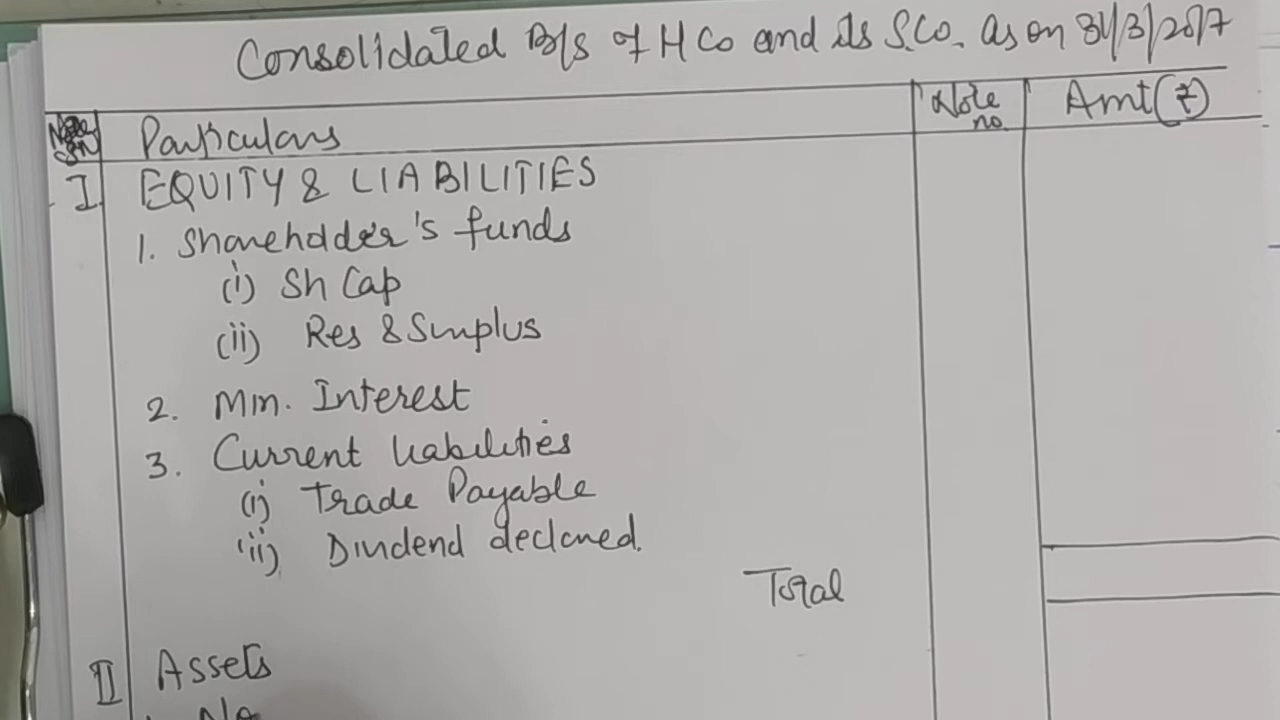 Consolidated B/s of H Co and its S.Co. as on 31/3/2017
SN Particulars Note no. Amt(₹)
I EQUITY & LIABILITIES
1. Shareholder's funds
(i) Sh Cap
(ii) Res & Surplus
2. Min. Interest
3. Current liabilities
(i) Trade Payable
(ii) Dividend declared.
Total
II Assets